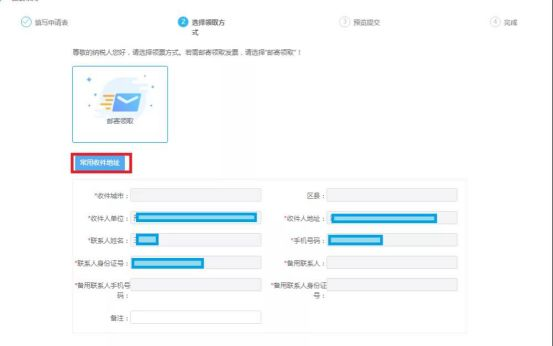 填写申请表
2
选择领取方式
3
预览提交
4
完成
尊敬的纳税人您好，请选择领票方式。若需邮寄领取发票，请选择"邮寄领取"！
邮寄领取
常用收件地址
*收件城市：
区县：
*收件人单位：
*收件人地址：
*联系人姓名：
*手机号码：
*联系人身份证号：
*备用联系人：
*备用联系人手机号码：
*备用联系人身份证号：
备注：